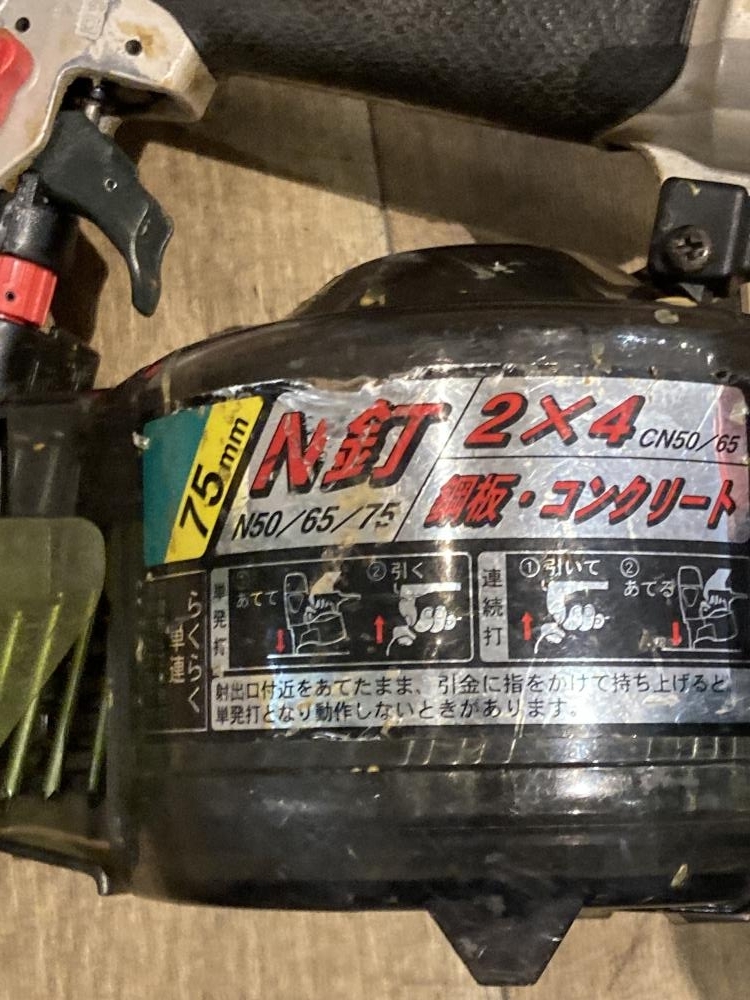 75mm
N釘
N50/65/75
2×4 CN50/65
鋼板・コンクリート
らくらく
単連
単発打
①あてて
②引く
連続打
①引いて
②あてる
射出口付近をあてたまま、引金に指をかけて持ち上げると、
単発打となり動作しないときがあります。